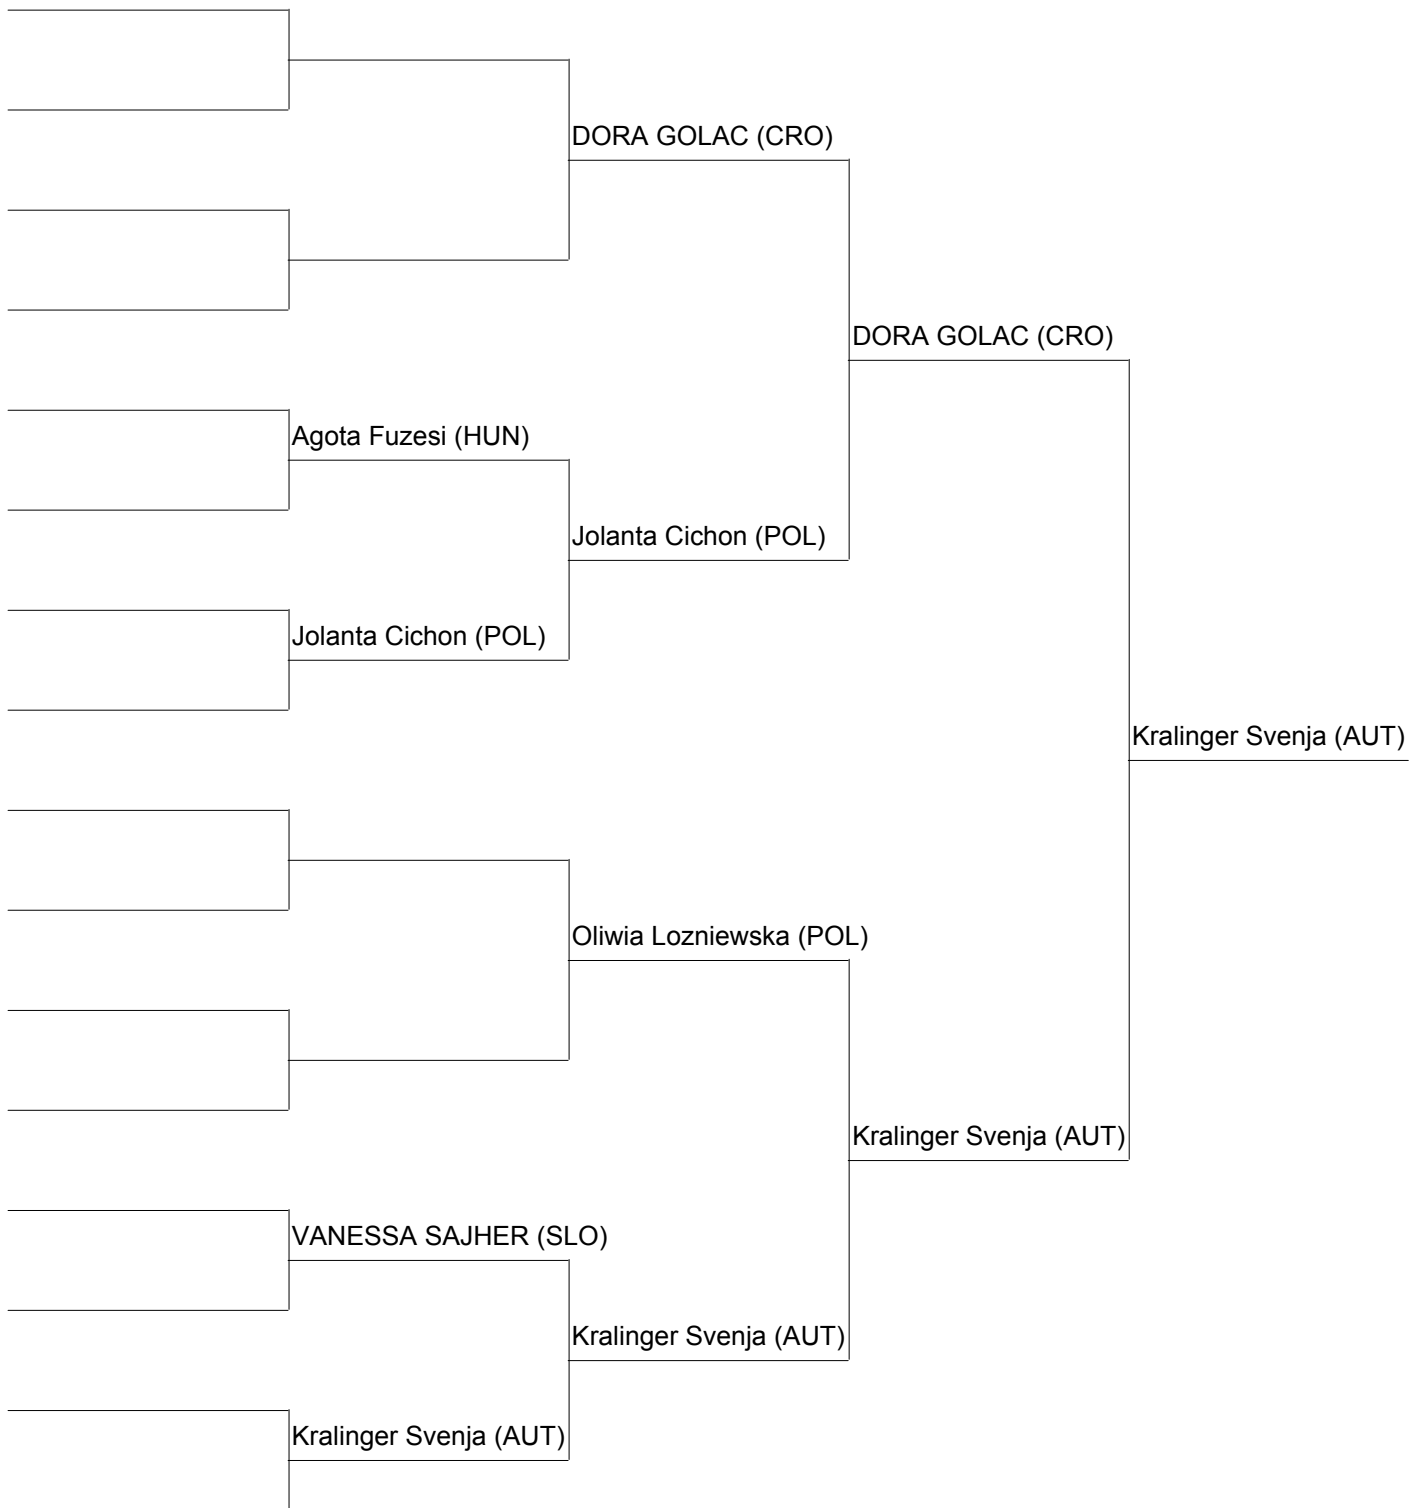 DORA GOLAC (CRO)
DORA GOLAC (CRO)
Agota Fuzesi (HUN)
Jolanta Cichon (POL)
Jolanta Cichon (POL)
Kralinger Svenja (AUT)
Oliwia Lozniewska (POL)
Kralinger Svenja (AUT)
VANESSA SAJHER (SLO)
Kralinger Svenja (AUT)
Kralinger Svenja (AUT)